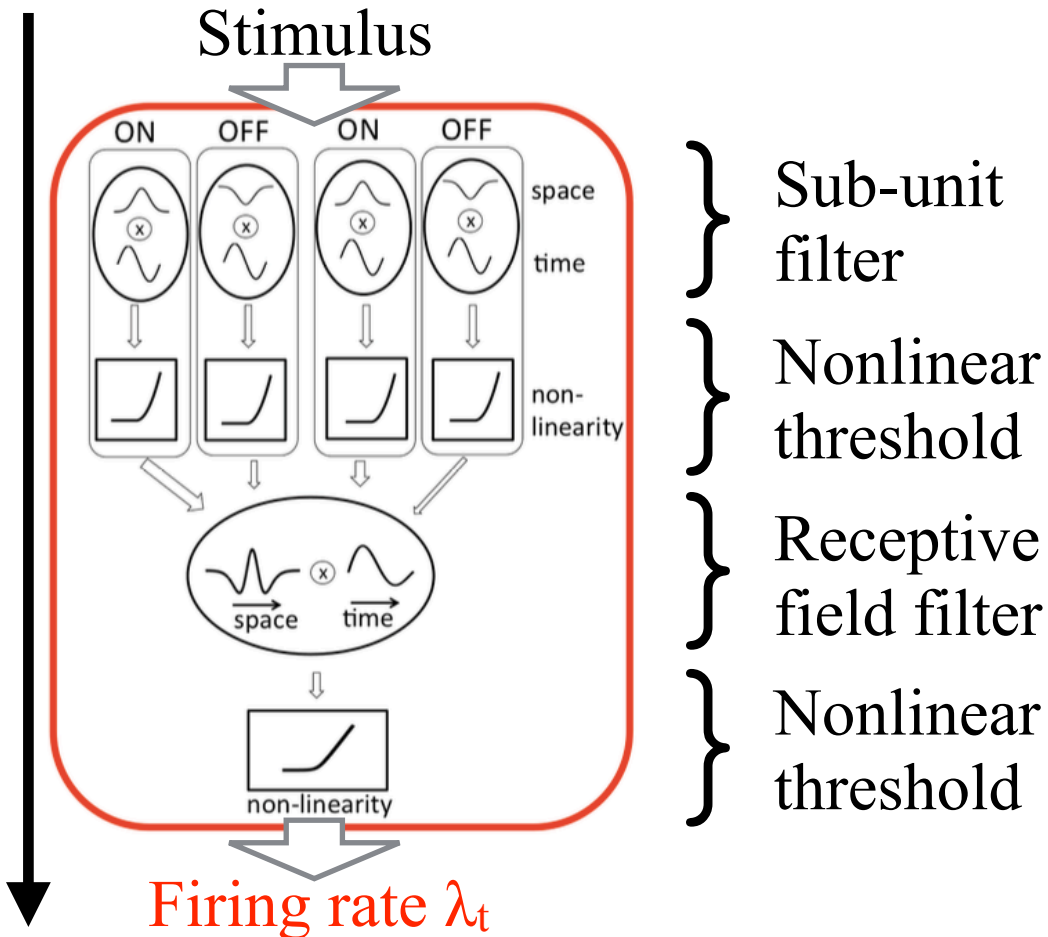 Stimulus
ON OFF ON OFF
space
x x x x
time
Sub-unit
filter
non-
linearity
Nonlinear
threshold
x
space time
Receptive
field filter
non-linearity
Nonlinear
threshold
Firing rate λt